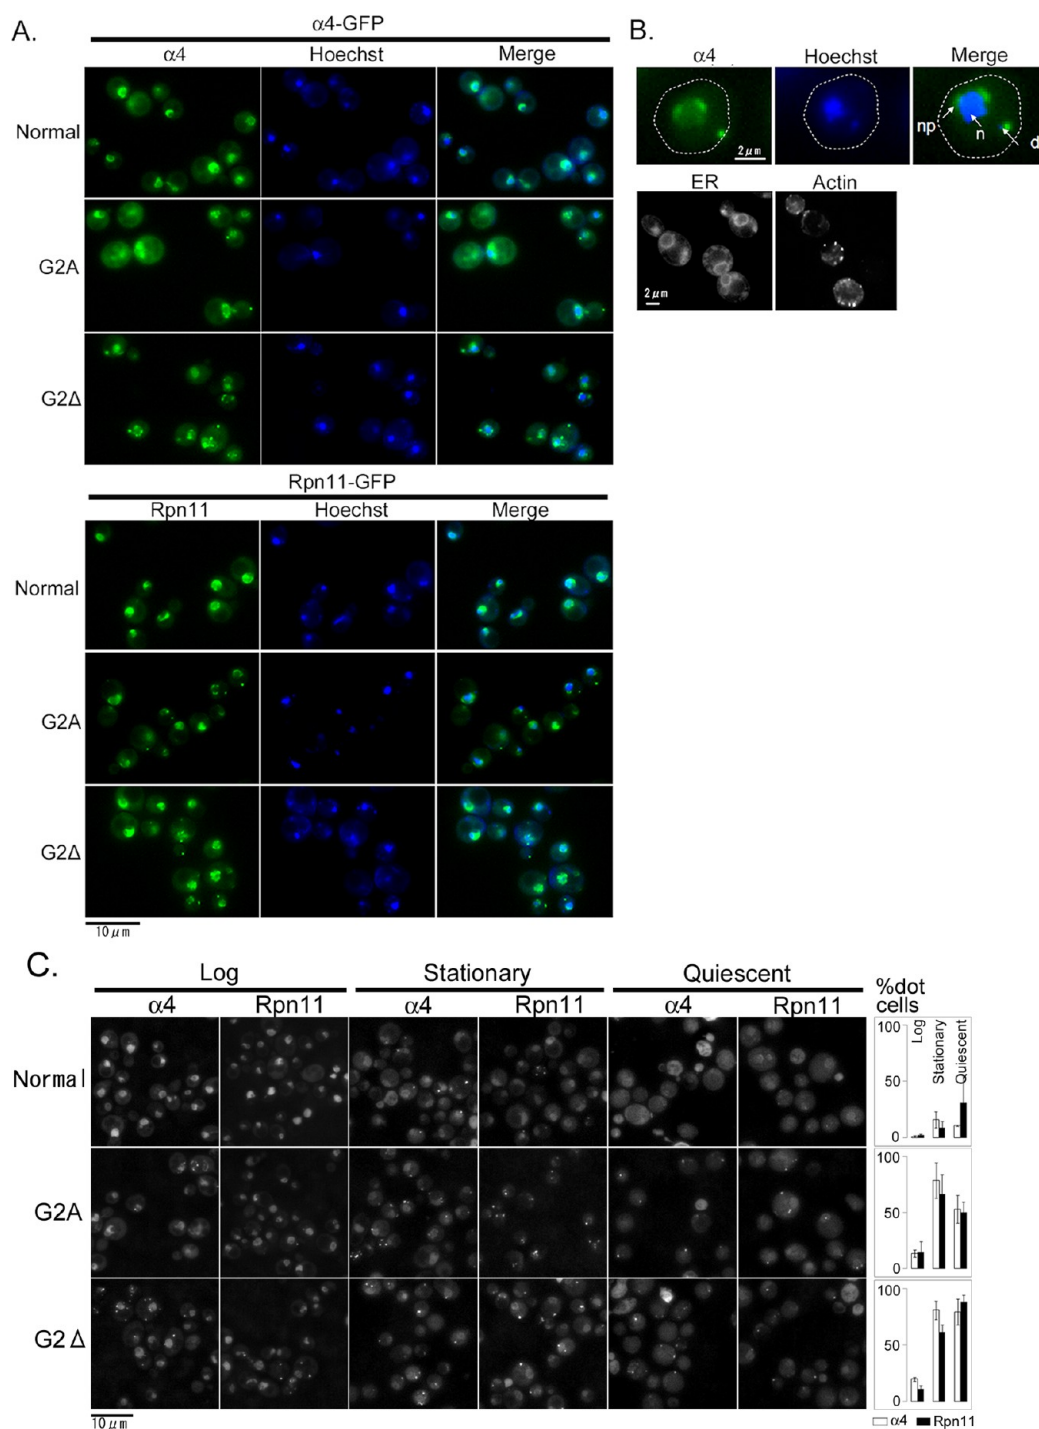 A.
α4-GFP
α4 Hoechst Merge
Normal
G2A
G2Δ
Rpn11-GFP
Rpn11 Hoechst Merge
Normal
G2A
G2Δ
10 μm
B.
α4 Hoechst Merge
np n d
2 μm
ER Actin
2 μm
C.
Log Stationary Quiescent
α4 Rpn11 α4 Rpn11 α4 Rpn11
%dot
cells
Normal
100
50
0
Log
Stationary
Quiescent
G2A
100
50
0
G2Δ
100
50
0
10 μm
α4 Rpn11